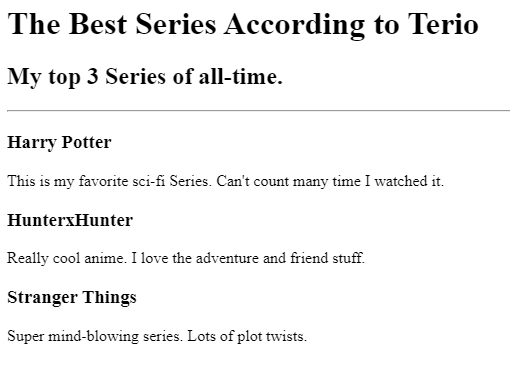 The Best Series According to Terio
My top 3 Series of all-time.
Harry Potter
This is my favorite sci-fi Series. Can't count many time I watched it.
HunterxHunter
Really cool anime. I love the adventure and friend stuff.
Stranger Things
Super mind-blowing series. Lots of plot twists.